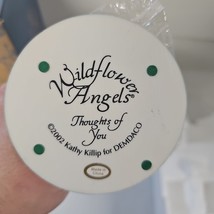 Wildflower
Angels
Thoughts of
You
©2002 Kathy Killip for DEMDACO